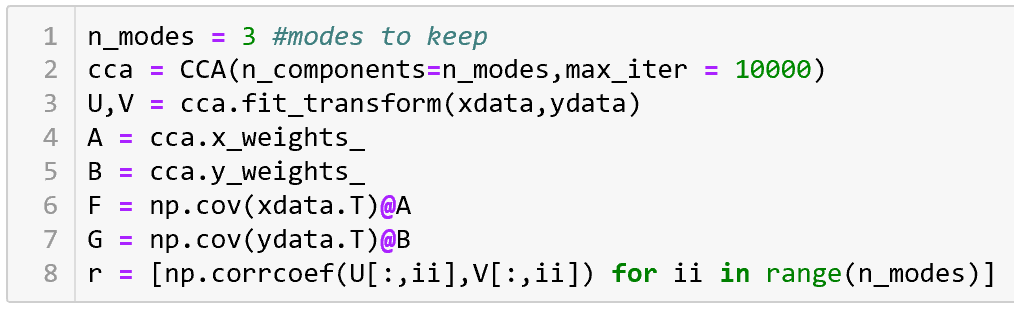 1 n_modes = 3 #modes to keep
2 cca = CCA(n_components=n_modes,max_iter = 10000)
3 U,V = cca.fit_transform(xdata,ydata)
4 A = cca.x_weights_
5 B = cca.y_weights_
6 F = np.cov(xdata.T)@A
7 G = np.cov(ydata.T)@B
8 r = [np.corrcoef(U[:,ii],V[:,ii]) for ii in range(n_modes)]